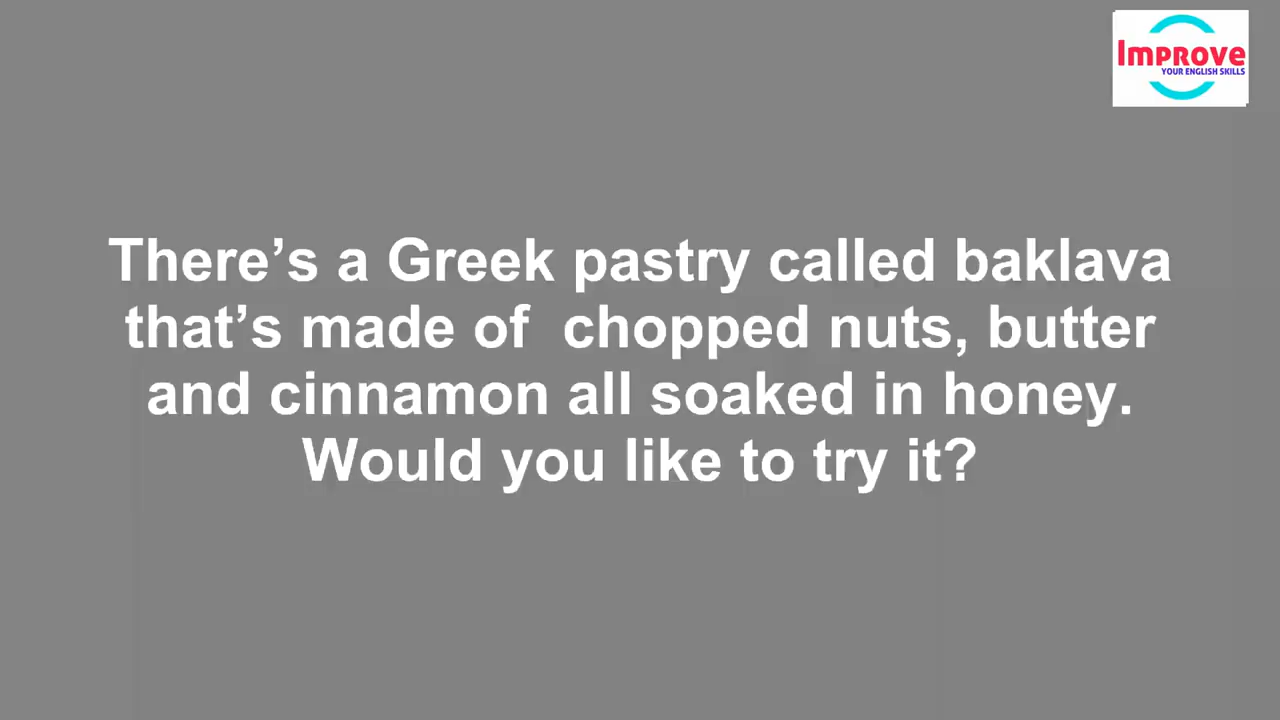 Improve
YOUR ENGLISH SKILLS
There’s a Greek pastry called baklava
that’s made of  chopped nuts, butter
and cinnamon all soaked in honey.
Would you like to try it?